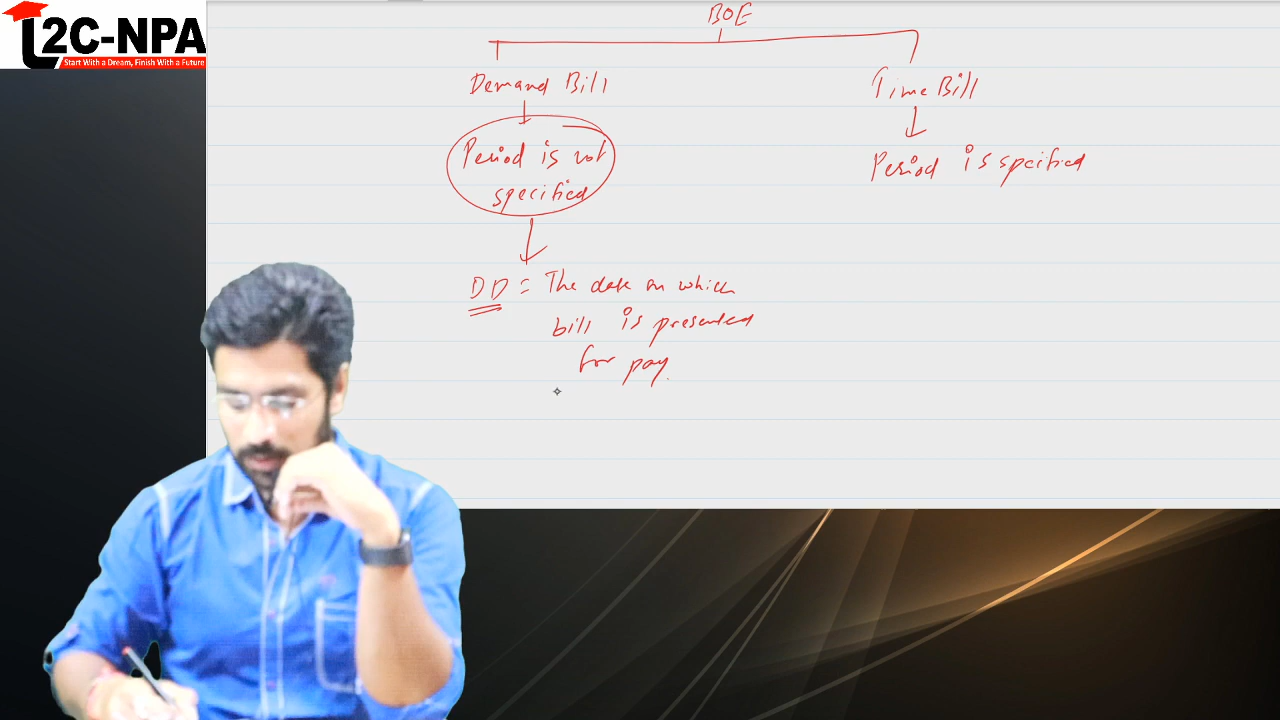 L2C-NPA
Start With a Dream, Finish With a Future
BOE
Demand Bill
Time Bill
Period is not
specified
Period is specified
DD = The date on which
bill is presented
for pay.